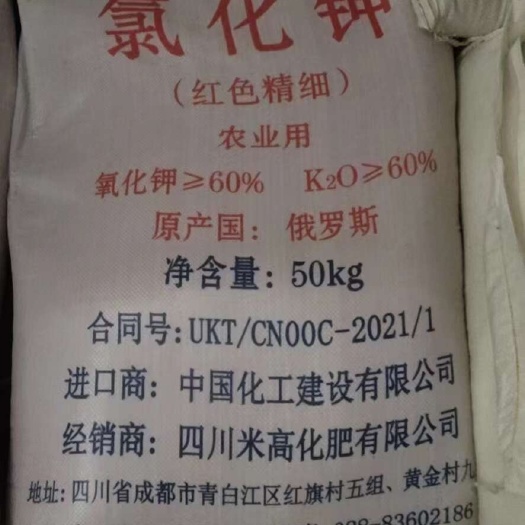 氯化钾
（红色精细）
农业用
氧化钾≥60% K2O≥60%
原产国：俄罗斯
净含量：50kg
合同号:UKT/CN00C-2021/1
进口商：中国化工建设有限公司
经销商：四川米高化肥有限公司
地址:四川省成都市青白江区红旗村五组、黄金村九
-83602186